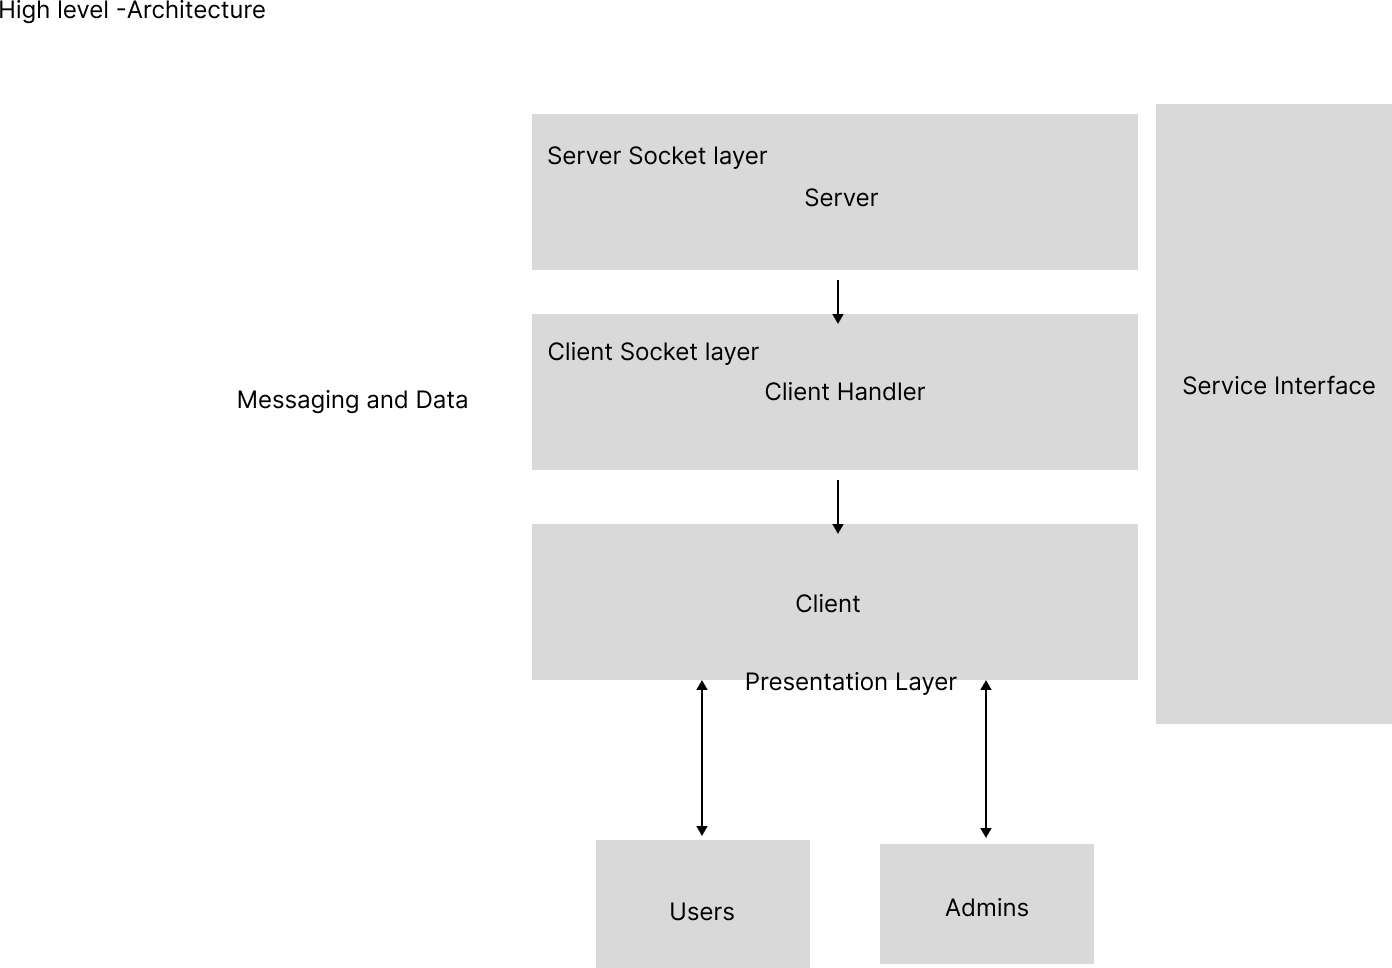 High level -Architecture
Server Socket layer
Server
Client Socket layer
Client Handler
Messaging and Data
Service Interface
Client
Presentation Layer
Users
Admins